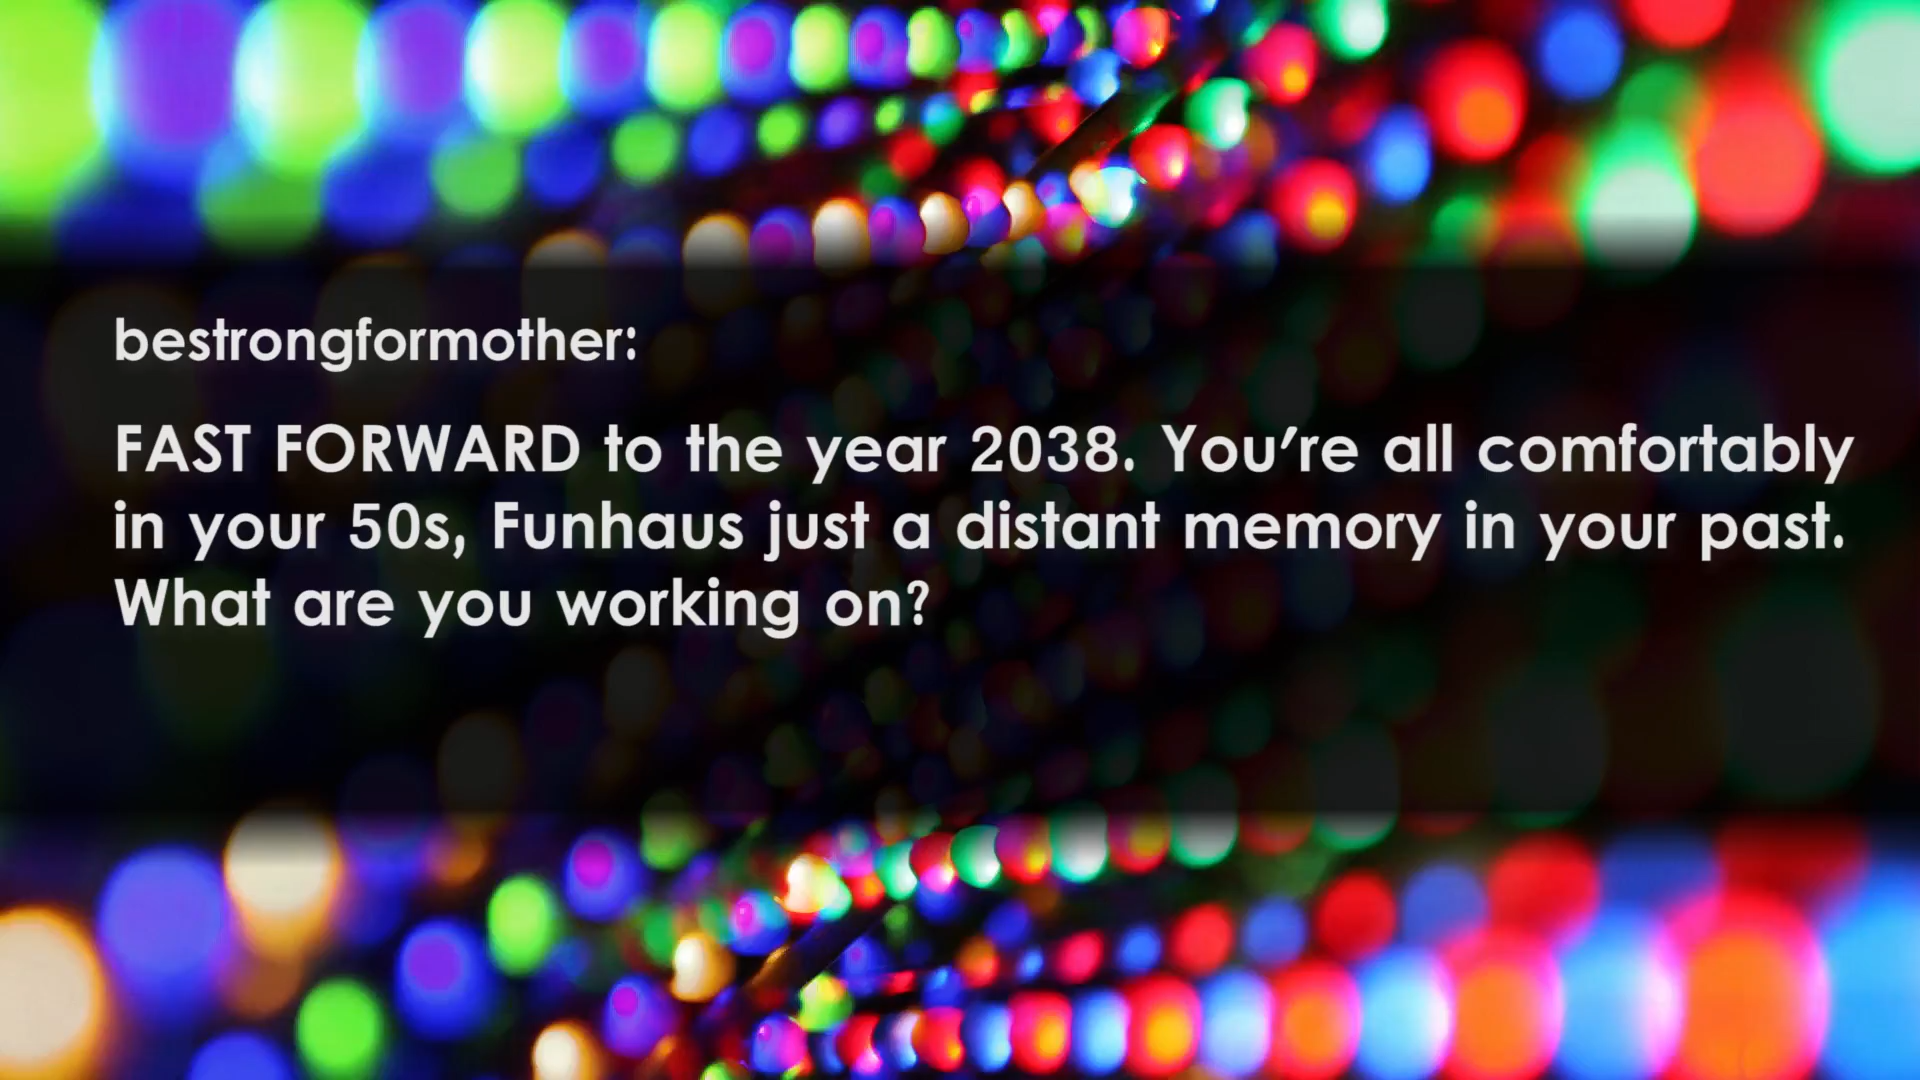 bestrongformother:
FAST FORWARD to the year 2038. You're all comfortably
in your 50s, Funhaus just a distant memory in your past.
What are you working on?